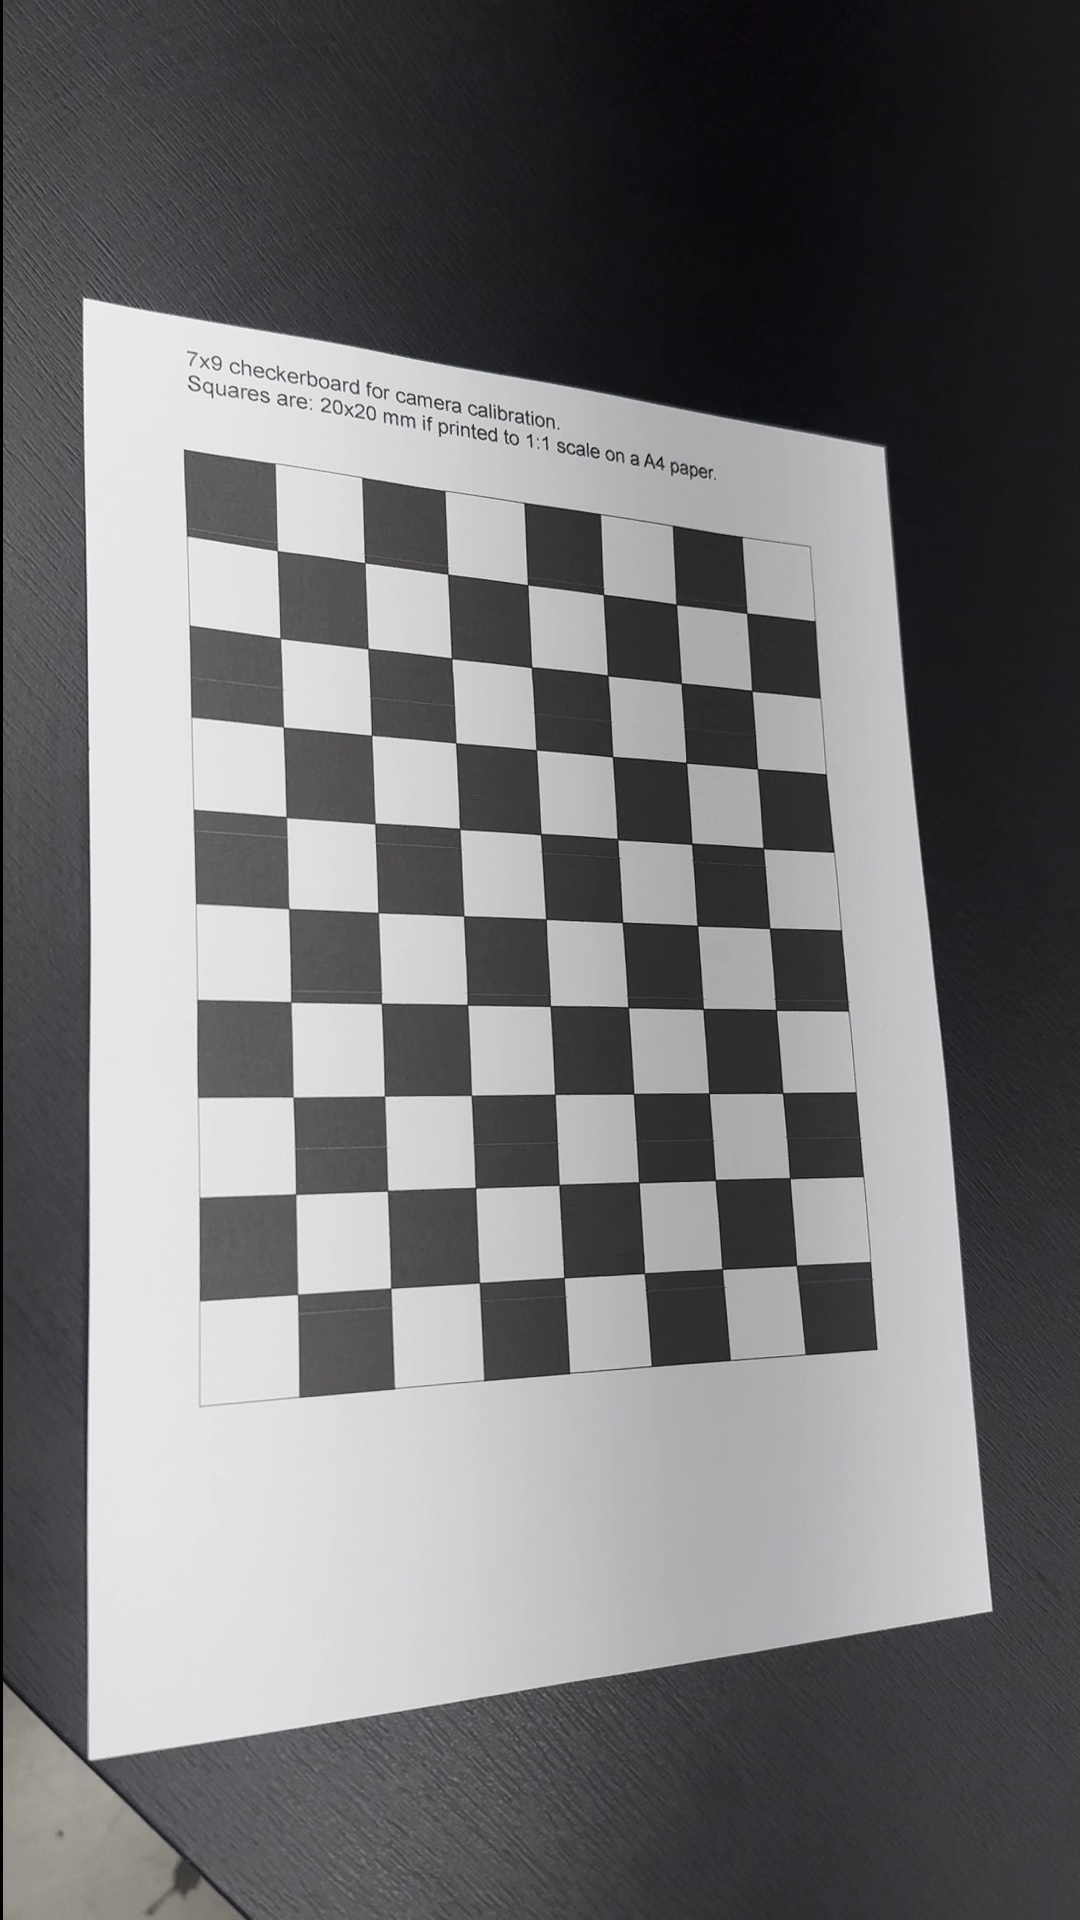 7x9 checkerboard for camera calibration.
Squares are: 20x20 mm if printed to 1:1 scale on a A4 paper.